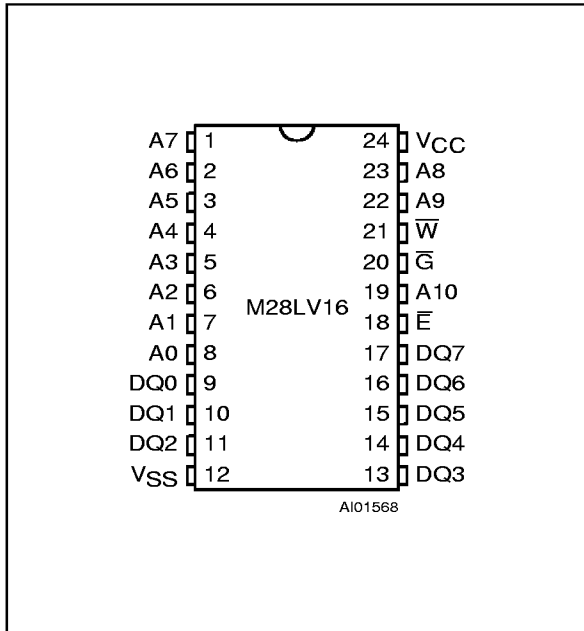 A7 1 24 VCC
A6 2 23 A8
A5 3 22 A9
A4 4 21 W̅
A3 5 20 G̅
A2 6 19 A10
M28LV16
A1 7 18 E̅
A0 8 17 DQ7
DQ0 9 16 DQ6
DQ1 10 15 DQ5
DQ2 11 14 DQ4
VSS 12 13 DQ3
AI01568